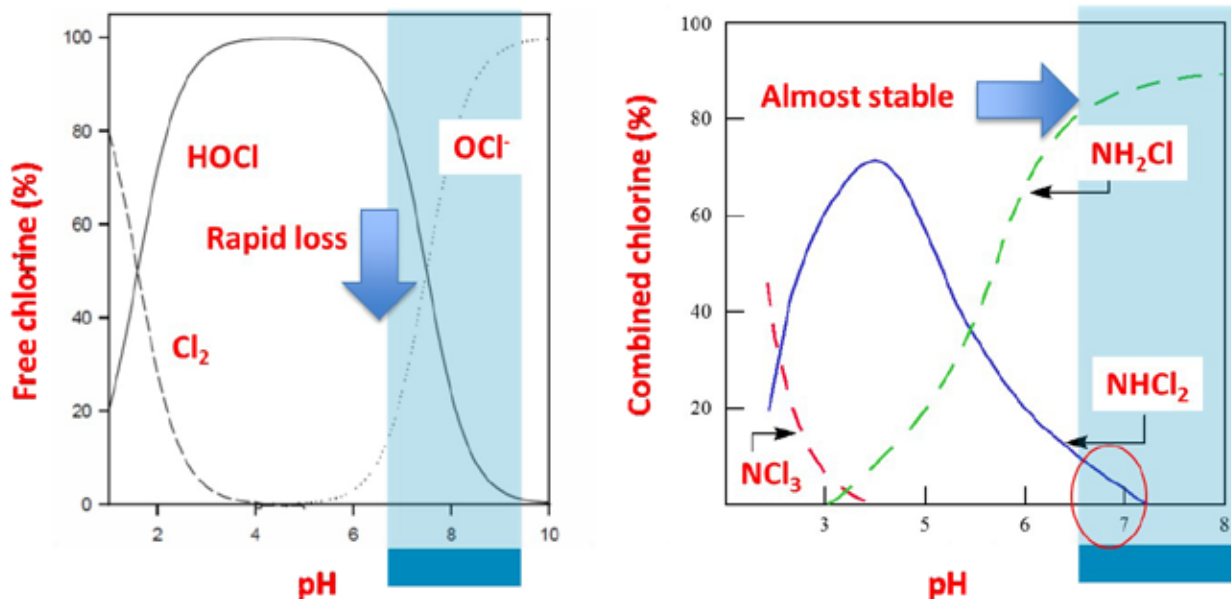 Free chlorine (%)
100
80
60
40
20
0
HOCl
OCl⁻
Rapid loss
Cl₂
2
4
6
8
10
pH
Combined chlorine (%)
100
80
60
40
20
Almost stable
NH₂Cl
NHCl₂
NCl₃
3
5
6
7
8
pH